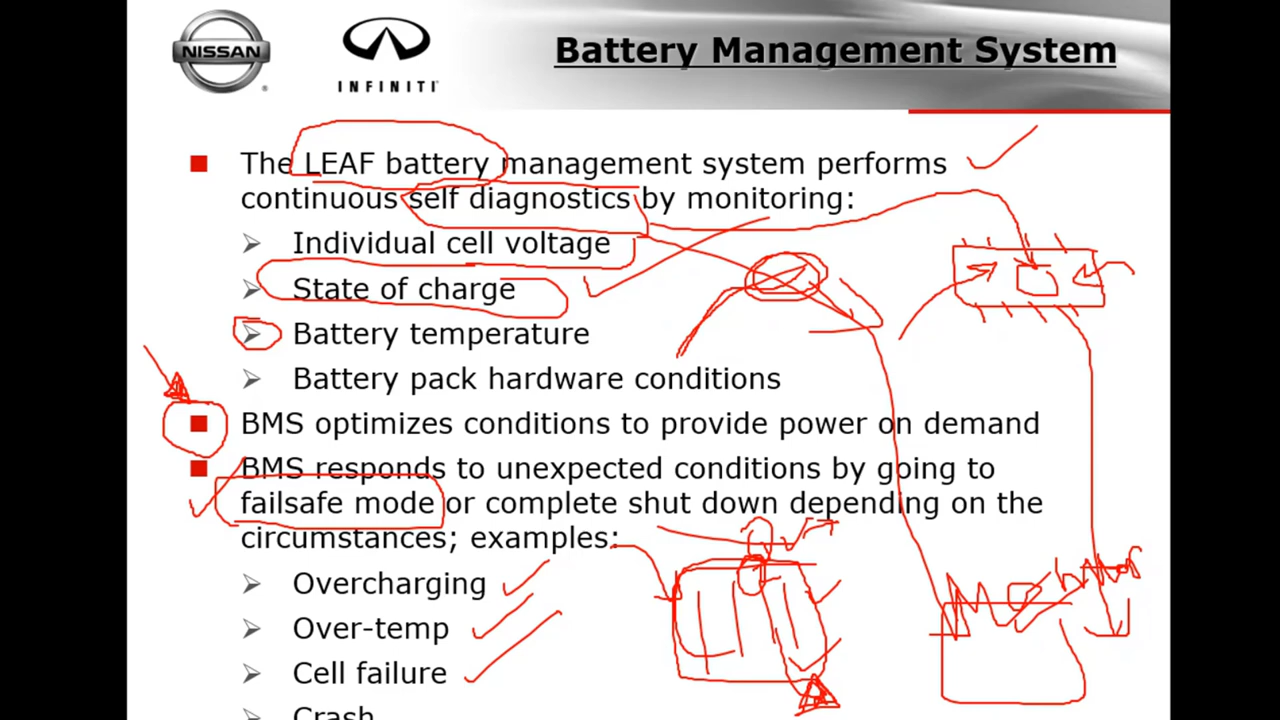 NISSAN
INFINITI
Battery Management System
The LEAF battery management system performs
continuous self diagnostics by monitoring:
Individual cell voltage
State of charge
Battery temperature
Battery pack hardware conditions
BMS optimizes conditions to provide power on demand
BMS responds to unexpected conditions by going to
failsafe mode or complete shut down depending on the
circumstances; examples:
Overcharging
Over-temp
Cell failure
Crash